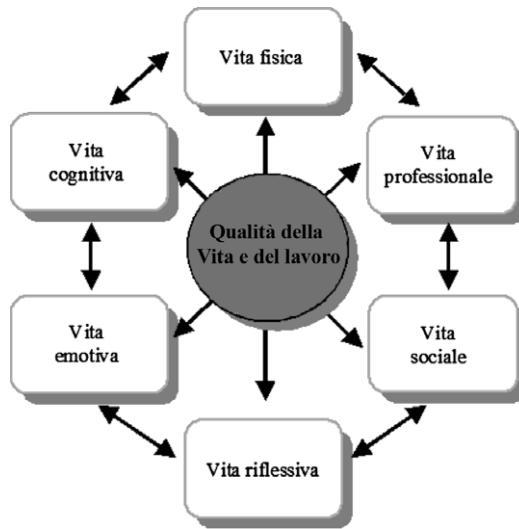 Vita fisica
Vita
cognitiva
Vita
professionale
Qualità della
Vita e del lavoro
Vita
emotiva
Vita
sociale
Vita riflessiva